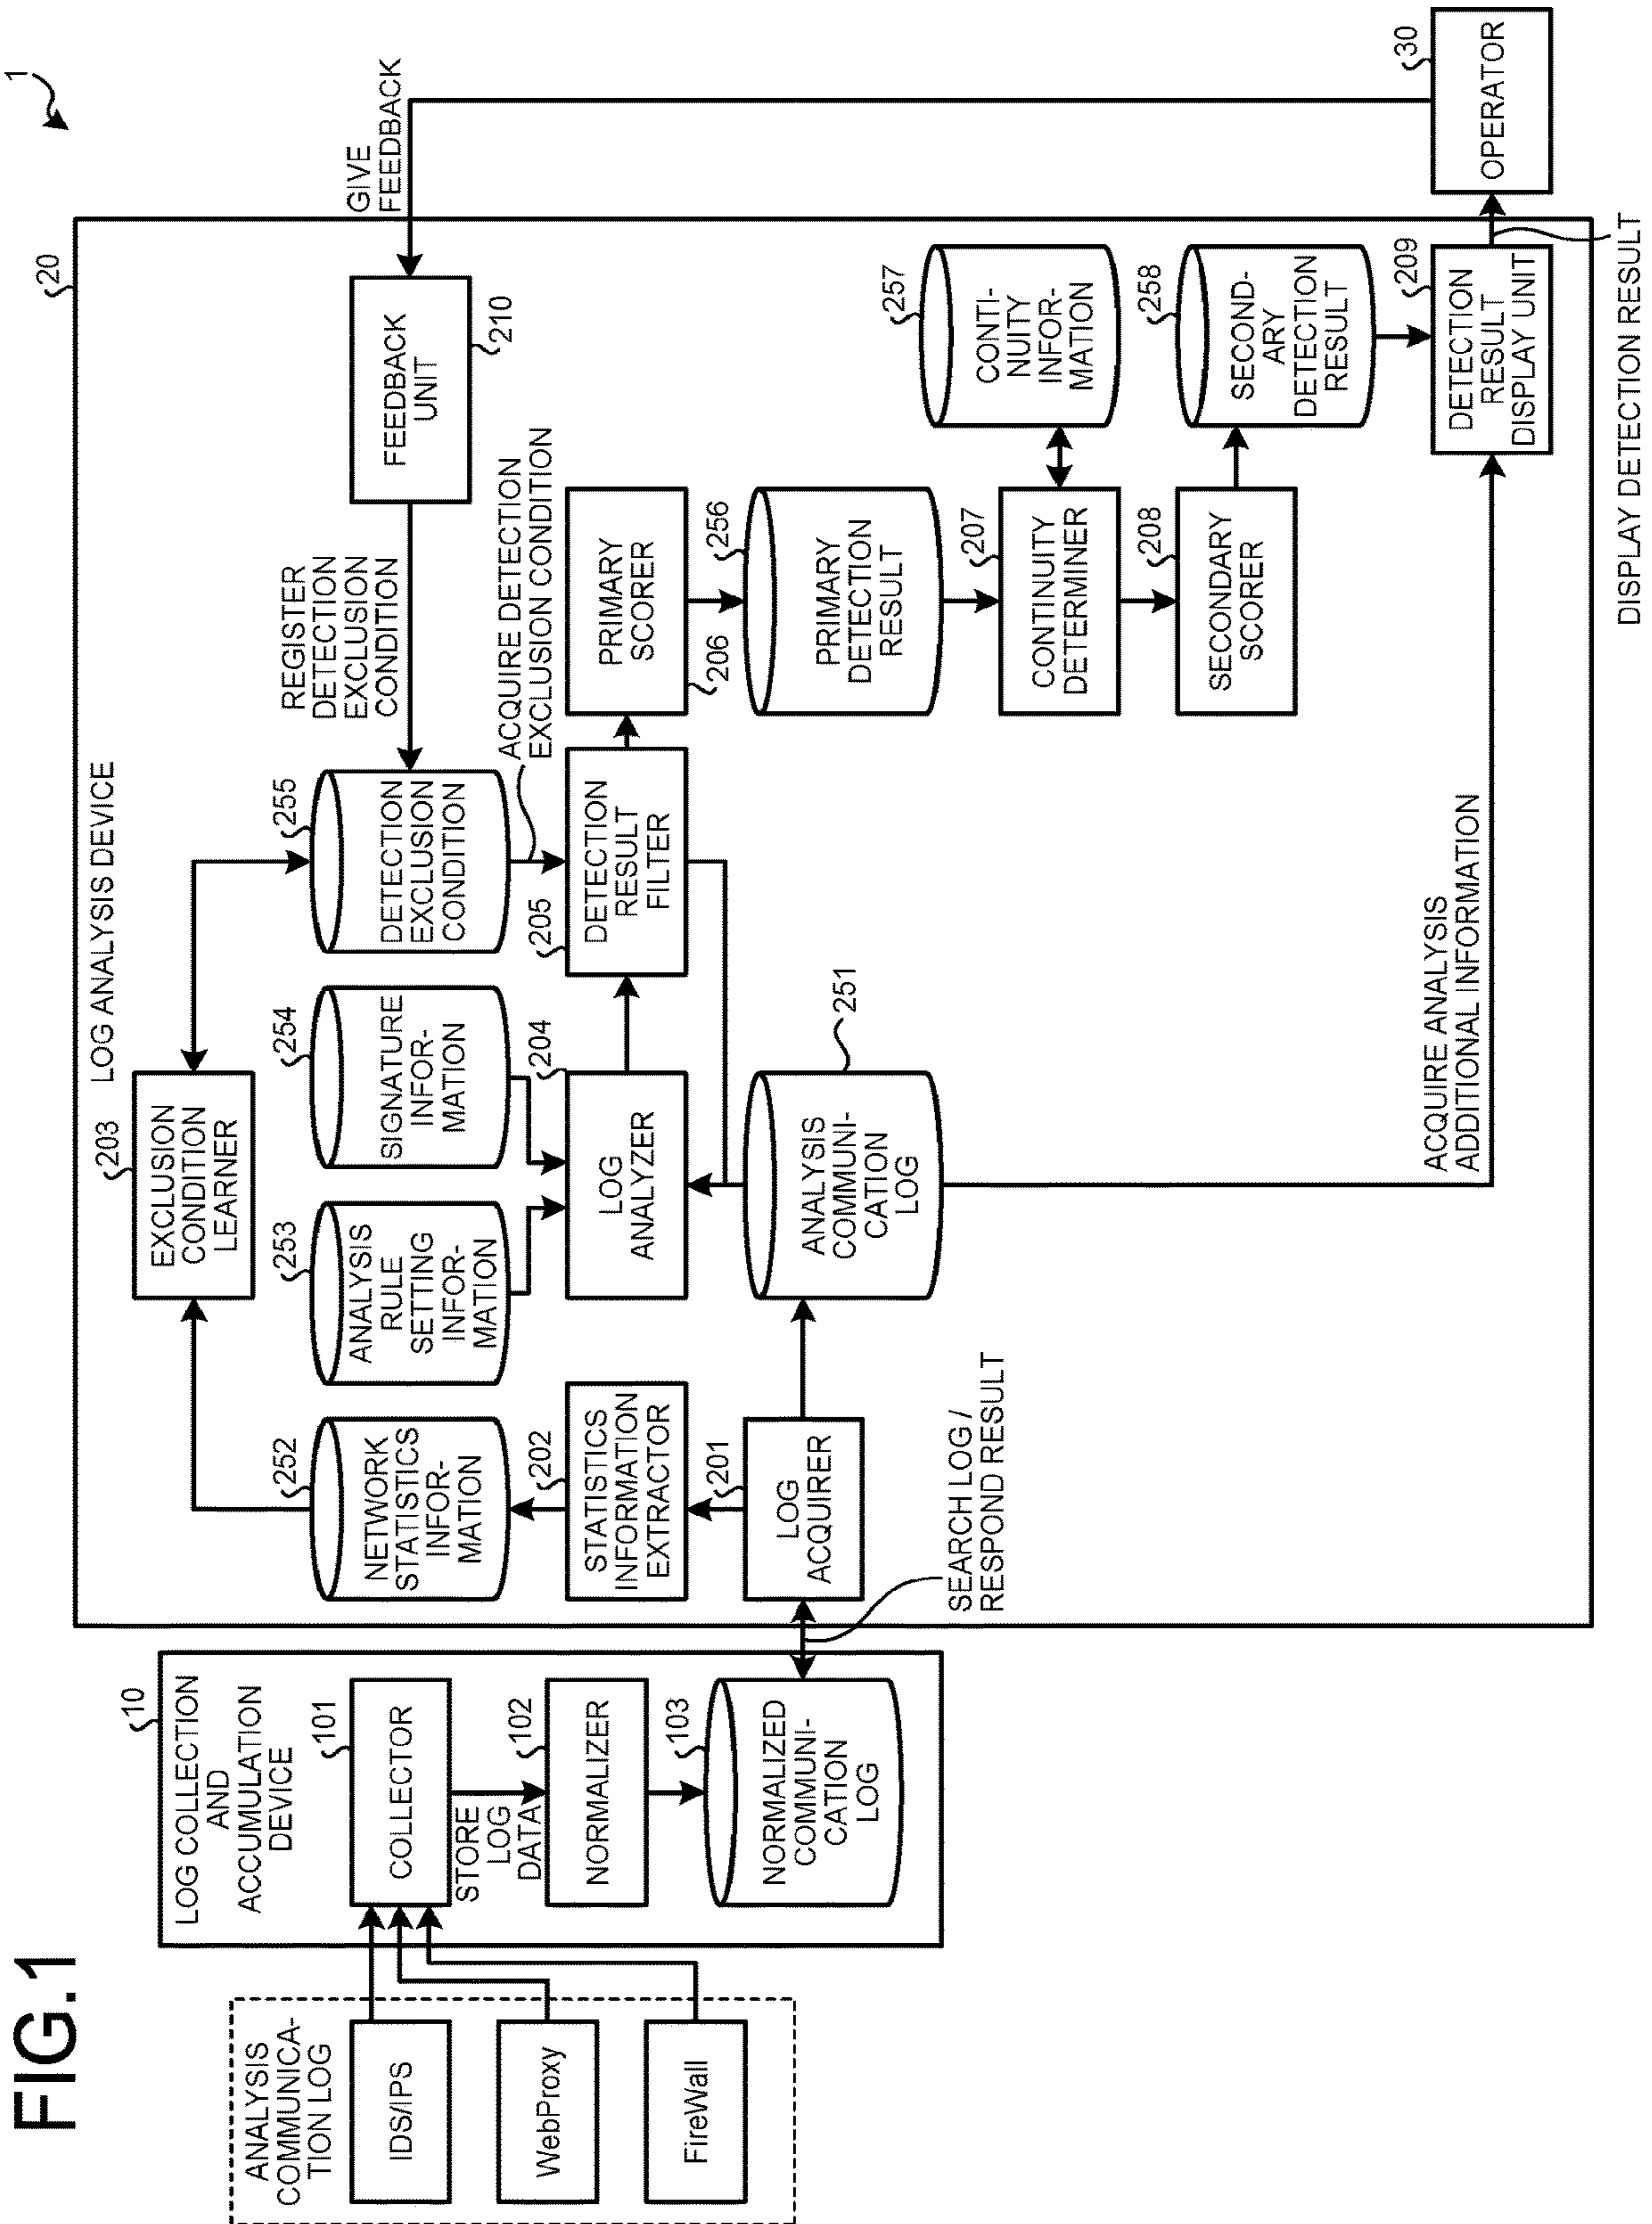 FIG.1
1
ANALYSIS
COMMUNICA-
TION LOG
IDS/IPS
WebProxy
FireWall
10
LOG COLLECTION
AND
ACCUMULATION
DEVICE
101
COLLECTOR
STORE
LOG
DATA
102
NORMALIZER
103
NORMALIZED
COMMUNI-
CATION
LOG
SEARCH LOG /
RESPOND RESULT
20
LOG ANALYSIS DEVICE
203
EXCLUSION
CONDITION
LEARNER
252
NETWORK
STATISTICS
INFOR-
MATION
253
ANALYSIS
RULE
SETTING
INFOR-
MATION
254
SIGNATURE
INFOR-
MATION
255
DETECTION
EXCLUSION
CONDITION
REGISTER
DETECTION
EXCLUSION
CONDITION
FEEDBACK
UNIT
210
GIVE
FEEDBACK
202
STATISTICS
INFORMATION
EXTRACTOR
204
LOG
ANALYZER
205
DETECTION
RESULT
FILTER
ACQUIRE DETECTION
EXCLUSION CONDITION
PRIMARY
SCORER
206
201
LOG
ACQUIRER
251
ANALYSIS
COMMUNI-
CATION
LOG
256
PRIMARY
DETECTION
RESULT
207
CONTINUITY
DETERMINER
257
CONTI-
NUITY
INFOR-
MATION
208
SECONDARY
SCORER
258
SECOND-
ARY
DETECTION
RESULT
209
DETECTION
RESULT
DISPLAY UNIT
ACQUIRE ANALYSIS
ADDITIONAL INFORMATION
30
OPERATOR
DISPLAY DETECTION RESULT